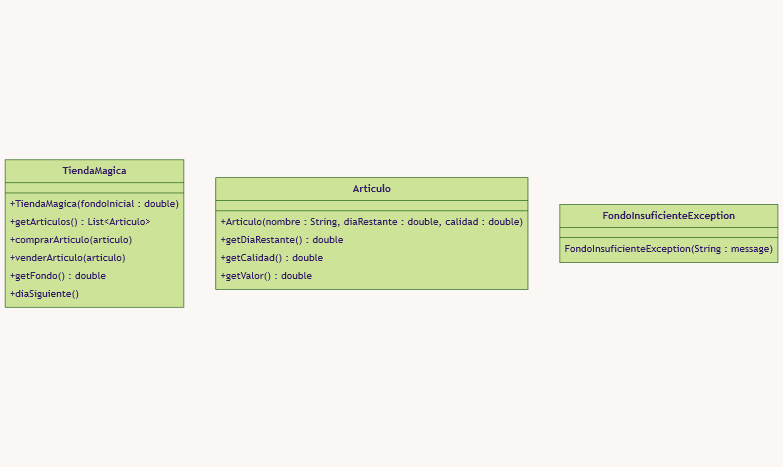 TiendaMagica
+TiendaMagica(fondoInicial : double)
+getArticulos() : List<Articulo>
+comprarArticulo(articulo)
+venderArticulo(articulo)
+getFondo() : double
+diaSiguiente()
Articulo
+Articulo(nombre : String, diaRestante : double, calidad : double)
+getDiaRestante() : double
+getCalidad() : double
+getValor() : double
FondoInsuficienteException
FondoInsuficienteException(String : message)